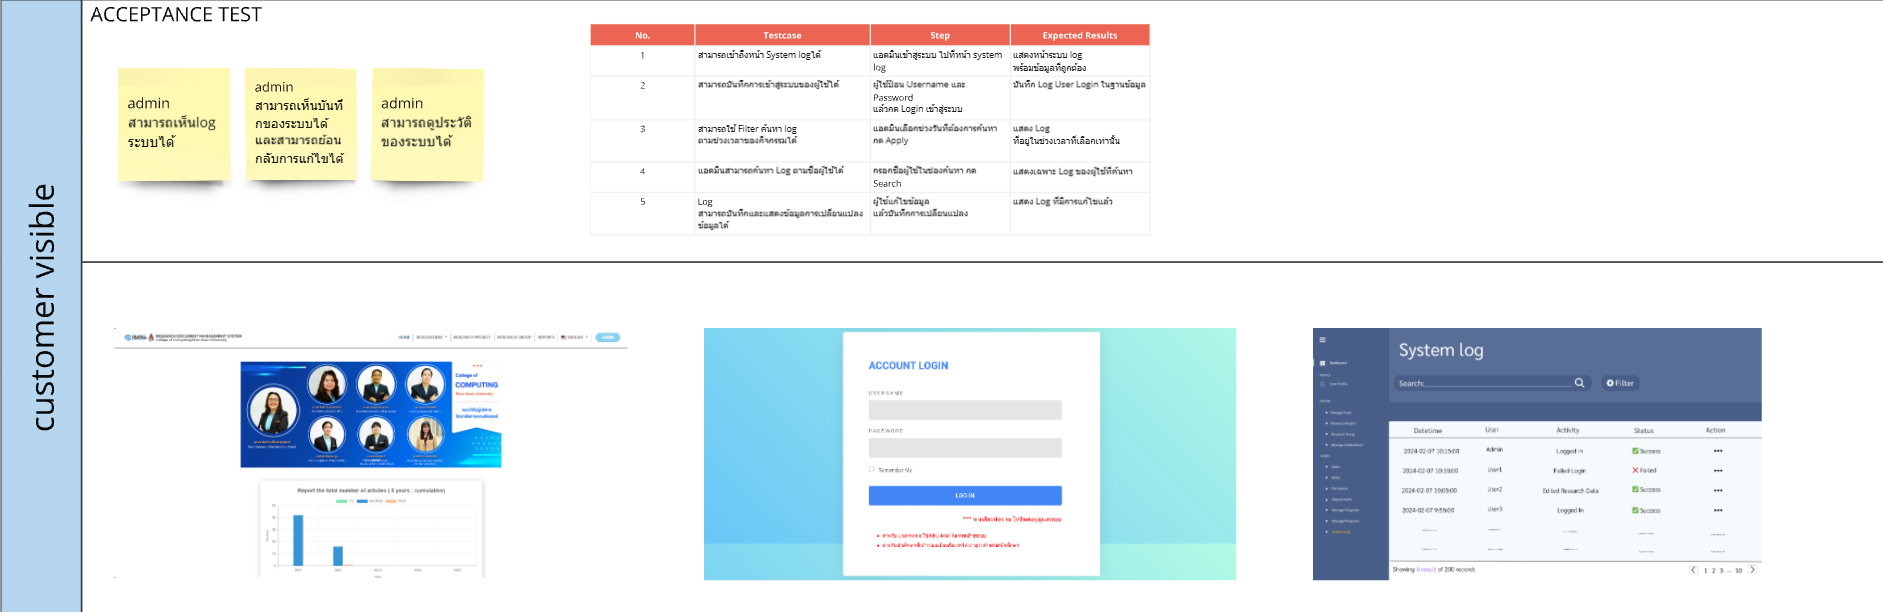 ACCEPTANCE TEST
customer visible
admin
สามารถเห็นlog
ระบบได้
admin
สามารถเห็นบันทึ
กของระบบได้
และสามารถย้อน
กลับการแก้ไขได้
admin
สามารถดูประวัติ
ของระบบได้
No. Testcase Step Expected Results
1 สามารถเข้าถึงหน้า System logได้ แอดมินเข้าสู่ระบบ ไปที่หน้า system log แสดงหน้าระบบ log พร้อมข้อมูลที่ถูกต้อง
2 สามารถบันทึกการเข้าสู่ระบบของผู้ใช้ได้ ผู้ใช้ป้อน Username และ Password แล้วกด Login เข้าสู่ระบบ บันทึก Log User Login ในฐานข้อมูล
3 สามารถใช้ Filter ค้นหา log ตามช่วงเวลาของกิจกรรมได้ แอดมินเลือกช่วงวันที่ต้องการค้นหา กด Apply แสดง Log ที่อยู่ในช่วงเวลาที่เลือกเท่านั้น
4 แอดมินสามารถค้นหา Log ตามชื่อผู้ใช้ได้ กรอกชื่อผู้ใช้ในช่องค้นหา กด Search แสดงเฉพาะ Log ของผู้ใช้ที่ค้นหา
5 Log สามารถบันทึกและแสดงข้อมูลการเปลี่ยนแปลงข้อมูลได้ ผู้ใช้แก้ไขข้อมูล แล้วบันทึกการเปลี่ยนแปลง แสดง Log ที่มีการแก้ไขแล้ว
RESEARCH DOCUMENT MANAGEMENT SYSTEM
HOME RESEARCHERS RESEARCH PROJECT RESEARCH GROUP REPORTS ENGLISH LOGIN
College of
COMPUTING
Khon Kaen University
Report the total number of articles ( 5 years : cumulative)
ACCOUNT LOGIN
USERNAME
PASSWORD
Remember Me
LOG IN
System log
Search:
Filter
Dashboard
Datetime User Activity Status Action
2024-02-07 10:15:00 Admin Logged In Success •••
2024-02-07 10:10:00 User1 Failed Login Failed •••
2024-02-07 10:05:00 User2 Edited Research Data Success •••
2024-02-07 9:55:00 User3 Logged In Success •••
Showing 6 result of 200 records
1 2 3 ... 10
System Log